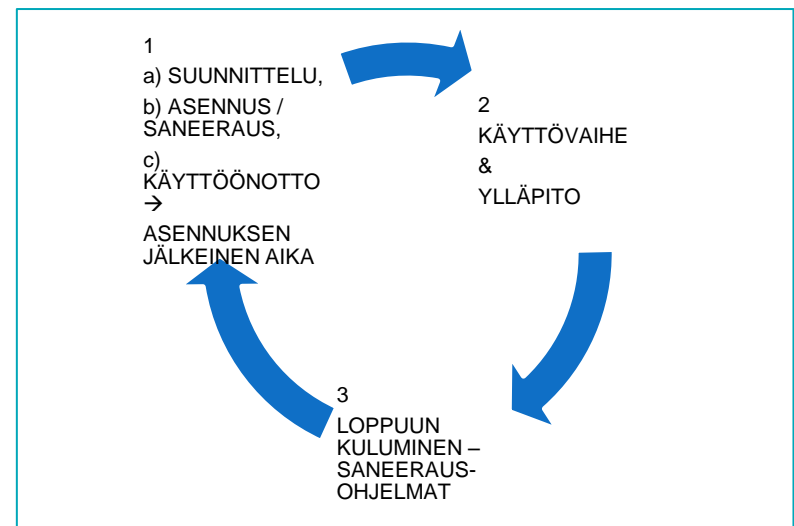 1
a) SUUNNITTELU,
b) ASENNUS /
SANEERAUS,
c)
KÄYTTÖÖNOTTO
→
ASENNUKSEN
JÄLKEINEN AIKA
2
KÄYTTÖVAIHE
&
YLLÄPITO
3
LOPPUUN
KULUMINEN –
SANEERAUS-
OHJELMAT